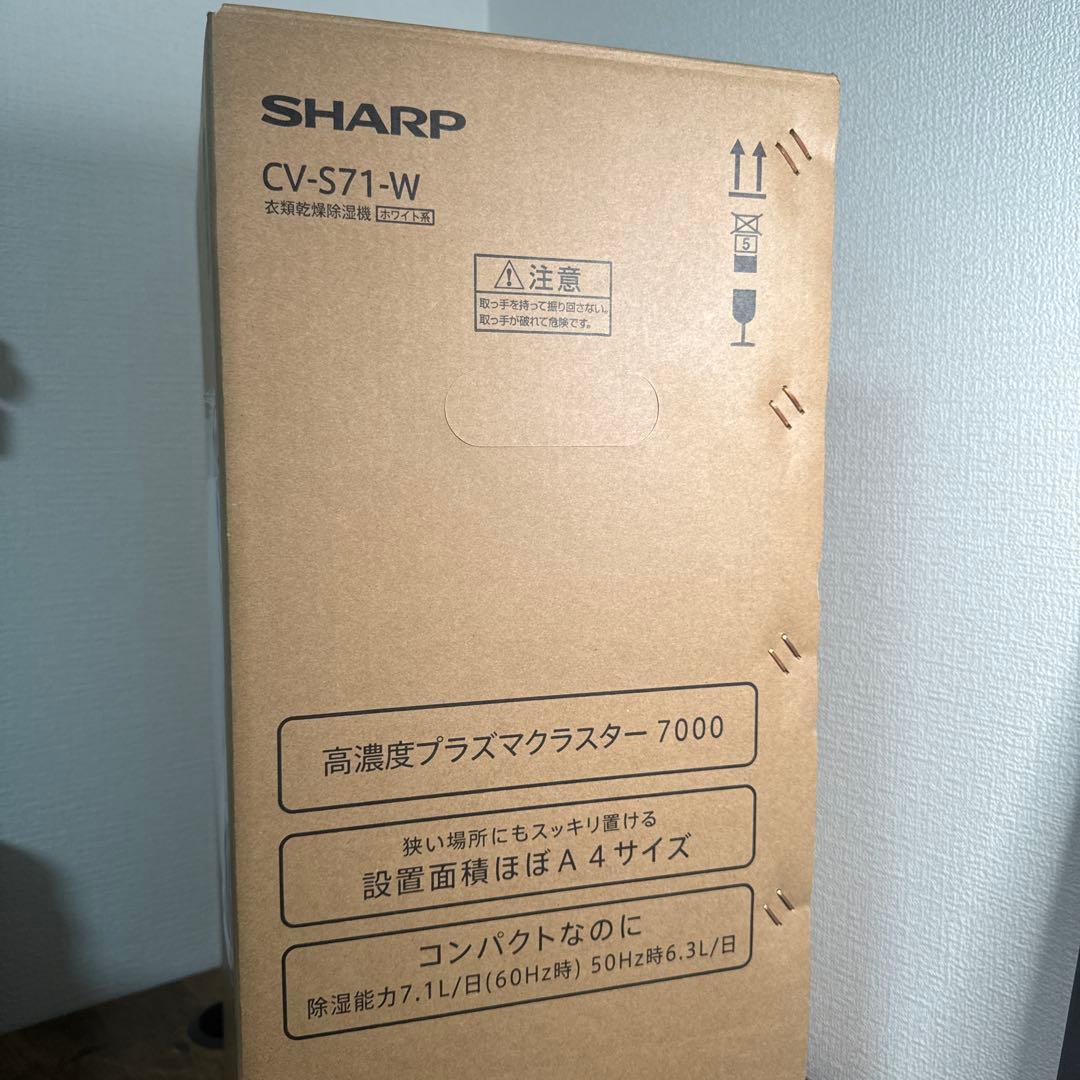 SHARP
CV-S71-W
衣類乾燥除湿機 ホワイト系
注意
取っ手を持って振り回さない。
取っ手が破れて危険です。
5
高濃度プラズマクラスター 7000
狭い場所にもスッキリ置ける
設置面積ほぼA4サイズ
コンパクトなのに
除湿能力7.1L/日(60Hz時) 50Hz時6.3L/日